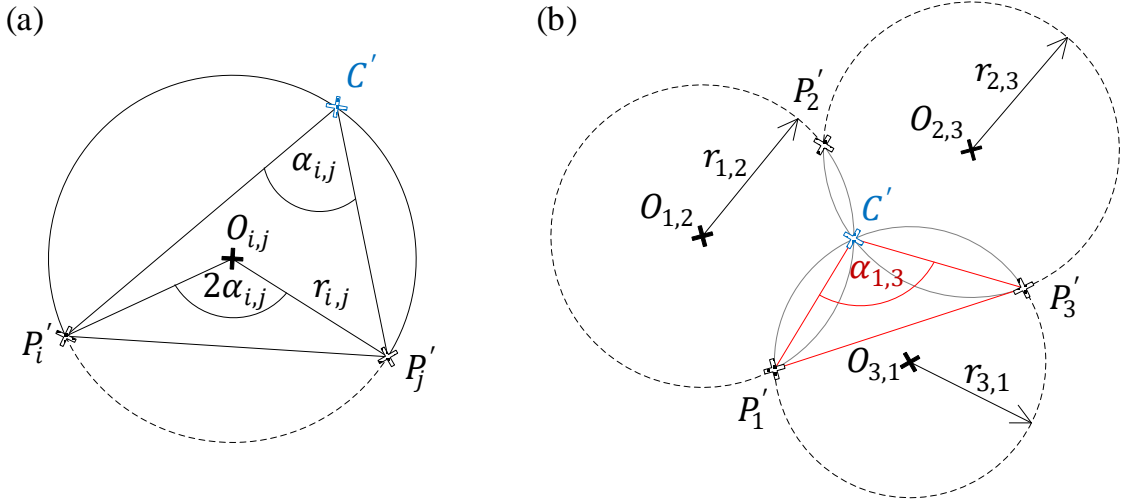 (a)
C′
α_{i,j}
O_{i,j}
2α_{i,j}
r_{i,j}
P_i′
P_j′
(b)
P_2′
r_{2,3}
O_{2,3}
r_{1,2}
O_{1,2}
C′
α_{1,3}
P_3′
O_{3,1}
r_{3,1}
P_1′